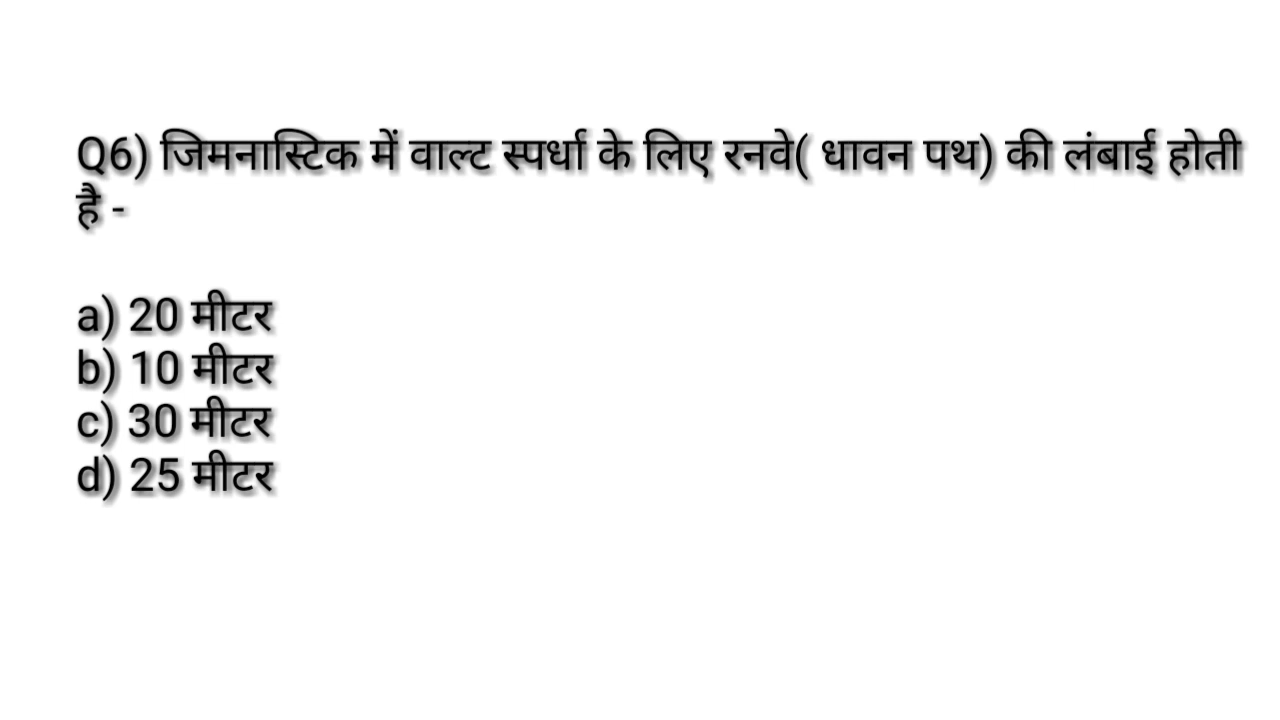 Q6) जिमनास्टिक में वाल्ट स्पर्धा के लिए रनवे( धावन पथ) की लंबाई होती
है -
a) 20 मीटर
b) 10 मीटर
c) 30 मीटर
d) 25 मीटर